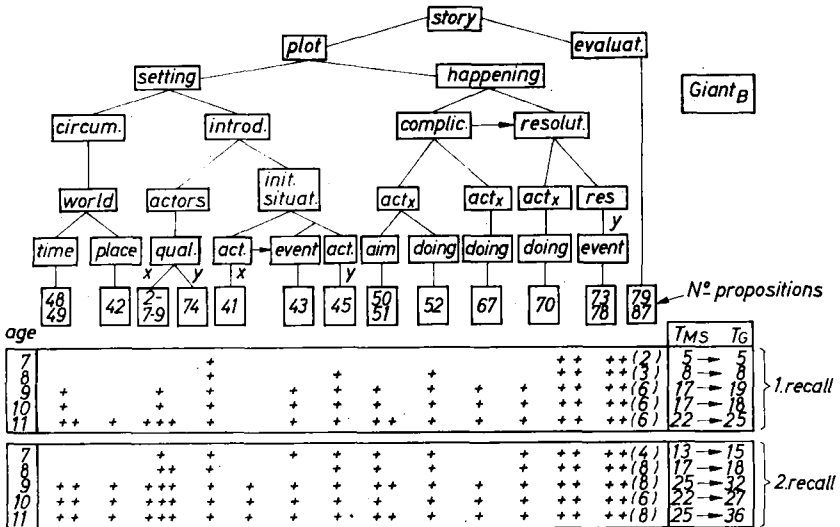 story
plot evaluat.
setting happening
Giant B
circum. introd. complic. resolut.
init. situat.
world actors act x act x act x res
y
time place qual. act. event act. aim doing doing doing event
x y x y
48 49 42 2-7-9 74 41 43 45 50 51 52 67 70 73 78 79 87 Nº propositions
age TMS TG
7 + + + + + (2) 5 → 5
8 + + + + + + + (3) 8 → 8
9 + + + + + + + + + + + + + (6) 17 → 19
10 + + + + + + + + + + + + + (6) 17 → 18
11 + + + + + + + + + + + + + + + + + + (6) 22 → 25
1.recall
7 + + + + + + + + + + (4) 13 → 15
8 + + + + + + + + + + + + (8) 17 → 18
9 + + + + + + + + + + + + + + + + + + + + (8) 25 → 32
10 + + + + + + + + + + + + + + + + + + + (6) 22 → 27
11 + + + + + + + + + + + + + + + + + + + + (8) 25 → 36
2.recall